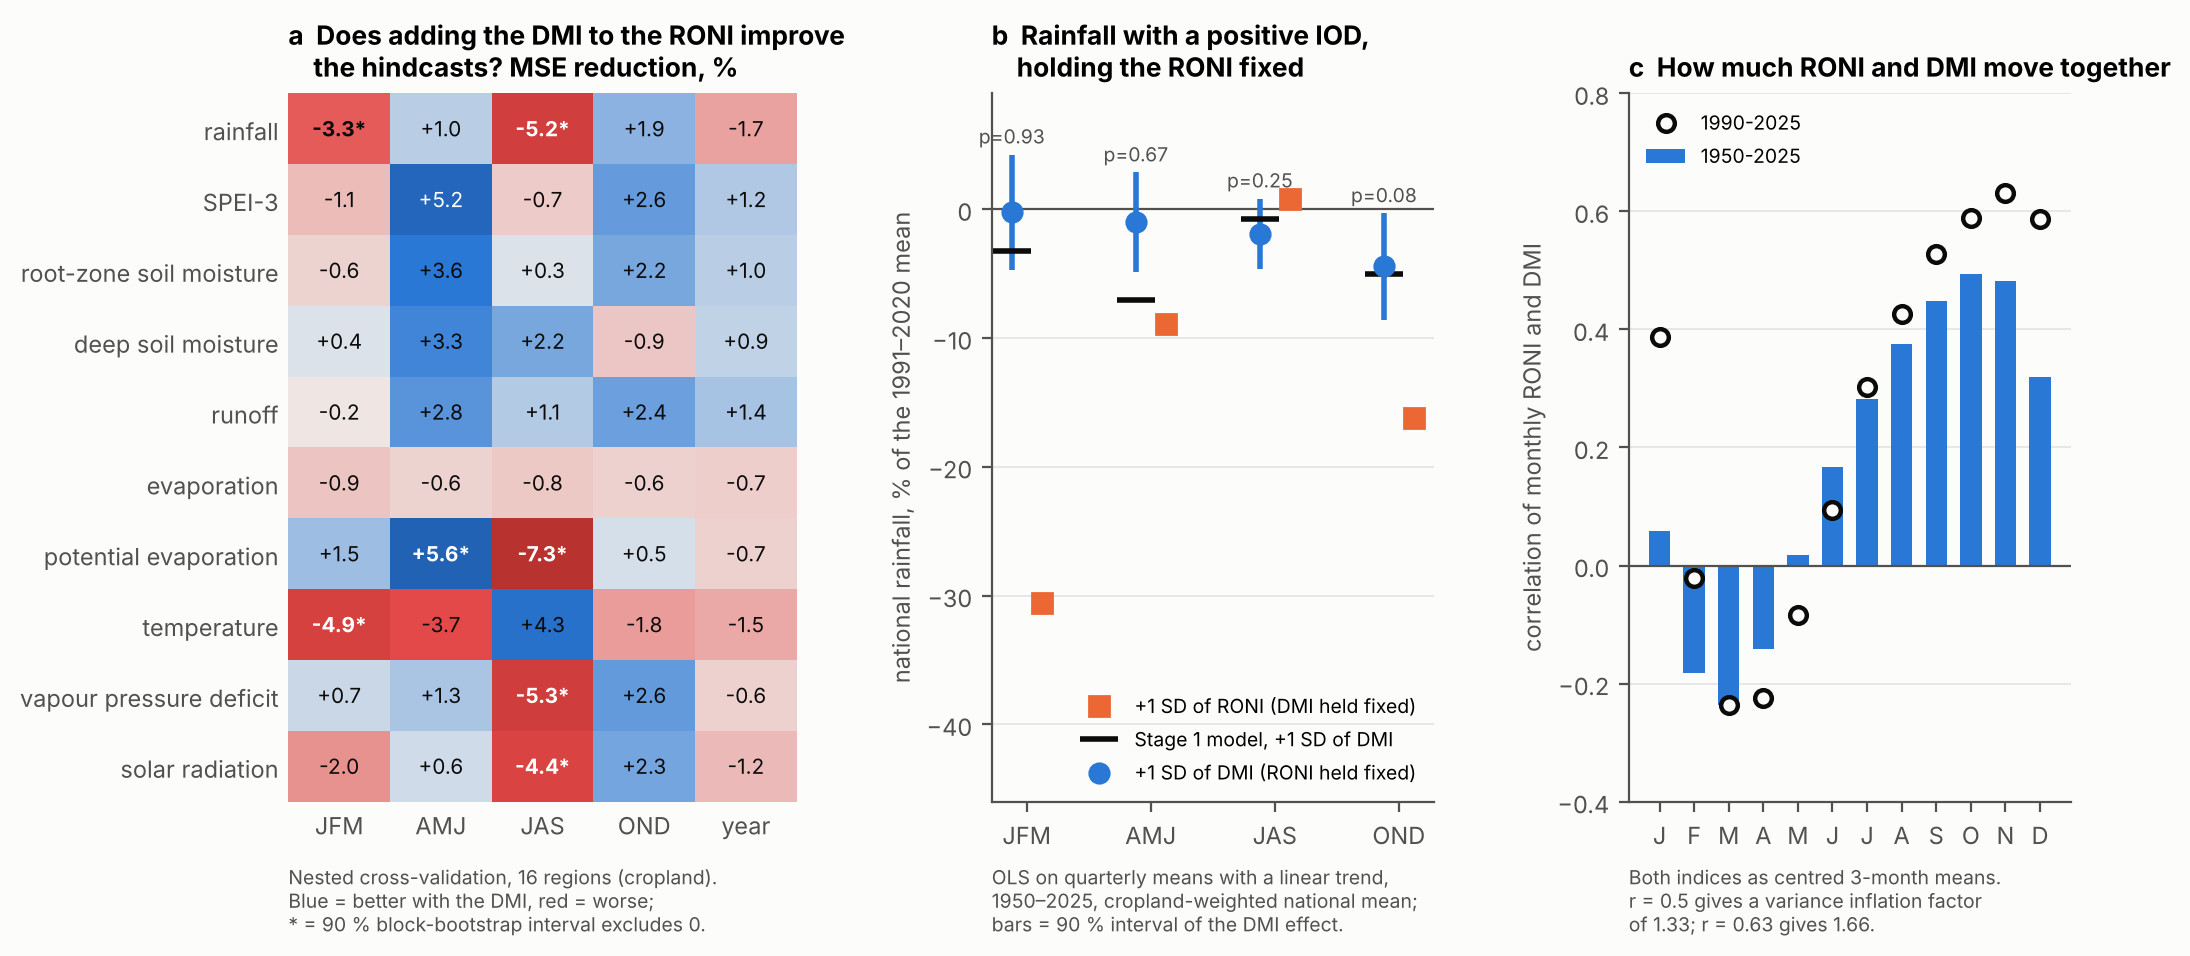 a Does adding the DMI to the RONI improve
the hindcasts? MSE reduction, %
rainfall -3.3* +1.0 -5.2* +1.9 -1.7
SPEI-3 -1.1 +5.2 -0.7 +2.6 +1.2
root-zone soil moisture -0.6 +3.6 +0.3 +2.2 +1.0
deep soil moisture +0.4 +3.3 +2.2 -0.9 +0.9
runoff -0.2 +2.8 +1.1 +2.4 +1.4
evaporation -0.9 -0.6 -0.8 -0.6 -0.7
potential evaporation +1.5 +5.6* -7.3* +0.5 -0.7
temperature -4.9* -3.7 +4.3 -1.8 -1.5
vapour pressure deficit +0.7 +1.3 -5.3* +2.6 -0.6
solar radiation -2.0 +0.6 -4.4* +2.3 -1.2
JFM AMJ JAS OND year
Nested cross-validation, 16 regions (cropland).
Blue = better with the DMI, red = worse;
* = 90 % block-bootstrap interval excludes 0.
b Rainfall with a positive IOD,
holding the RONI fixed
national rainfall, % of the 1991–2020 mean
p=0.93
p=0.67
p=0.25
p=0.08
0
−10
−20
−30
−40
+1 SD of RONI (DMI held fixed)
Stage 1 model, +1 SD of DMI
+1 SD of DMI (RONI held fixed)
JFM AMJ JAS OND
OLS on quarterly means with a linear trend,
1950–2025, cropland-weighted national mean;
bars = 90 % interval of the DMI effect.
c How much RONI and DMI move together
correlation of monthly RONI and DMI
0.8
0.6
0.4
0.2
0.0
−0.2
−0.4
1990-2025
1950-2025
J F M A M J J A S O N D
Both indices as centred 3-month means.
r = 0.5 gives a variance inflation factor
of 1.33; r = 0.63 gives 1.66.